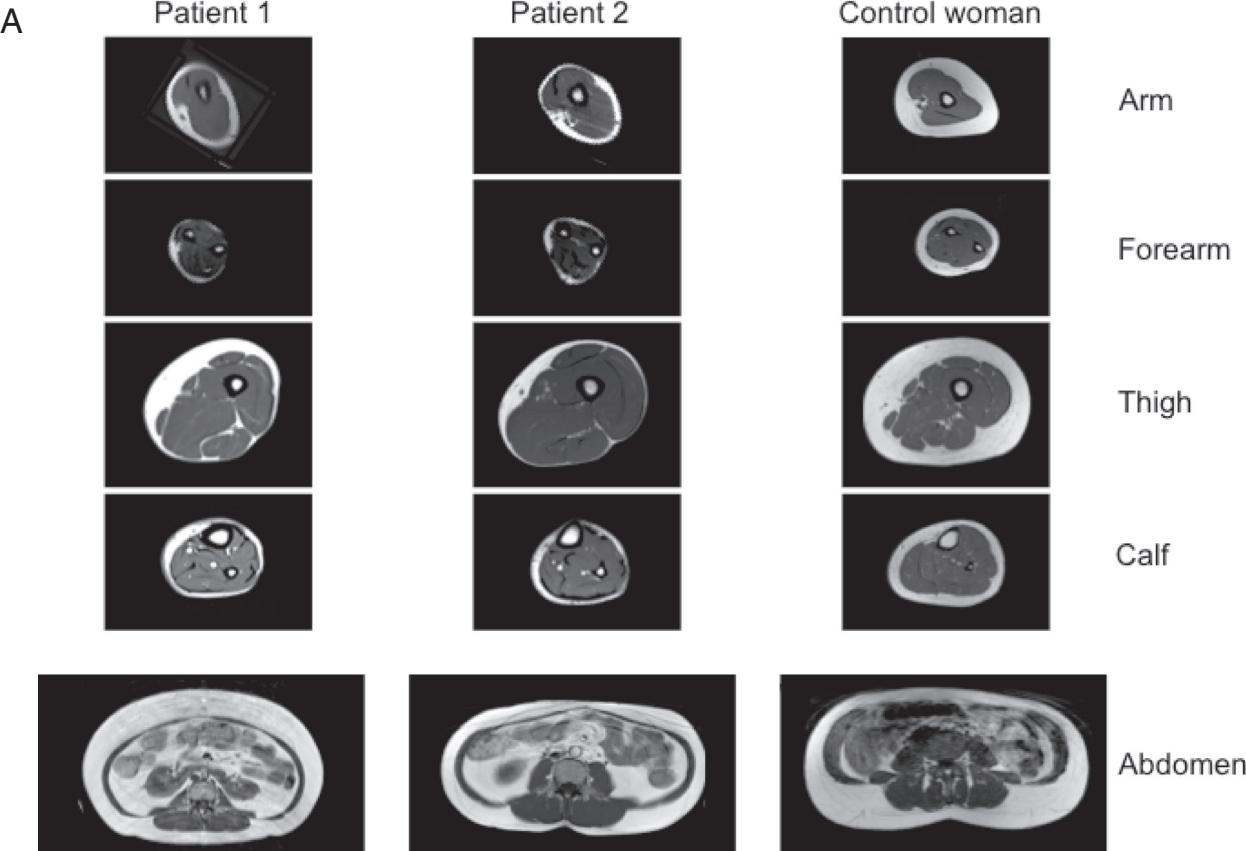 A
Patient 1
Patient 2
Control woman
Arm
Forearm
Thigh
Calf
Abdomen